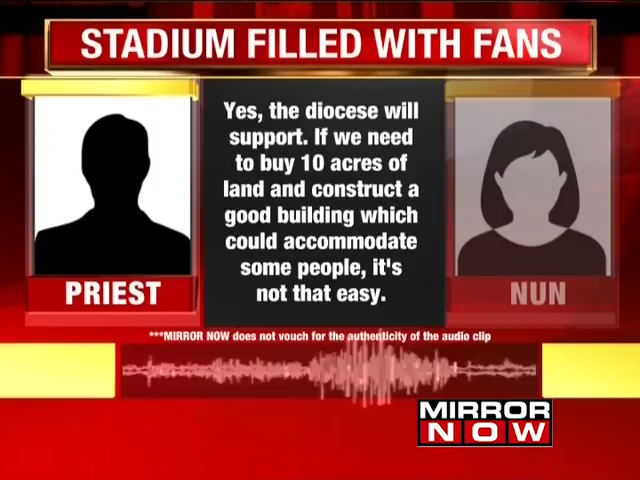 STADIUM FILLED WITH FANS
Yes, the diocese will
support. If we need
to buy 10 acres of
land and construct a
good building which
could accommodate
some people, it's
not that easy.
PRIEST
NUN
***MIRROR NOW does not vouch for the authenticity of the audio clip
MIRROR
NOW